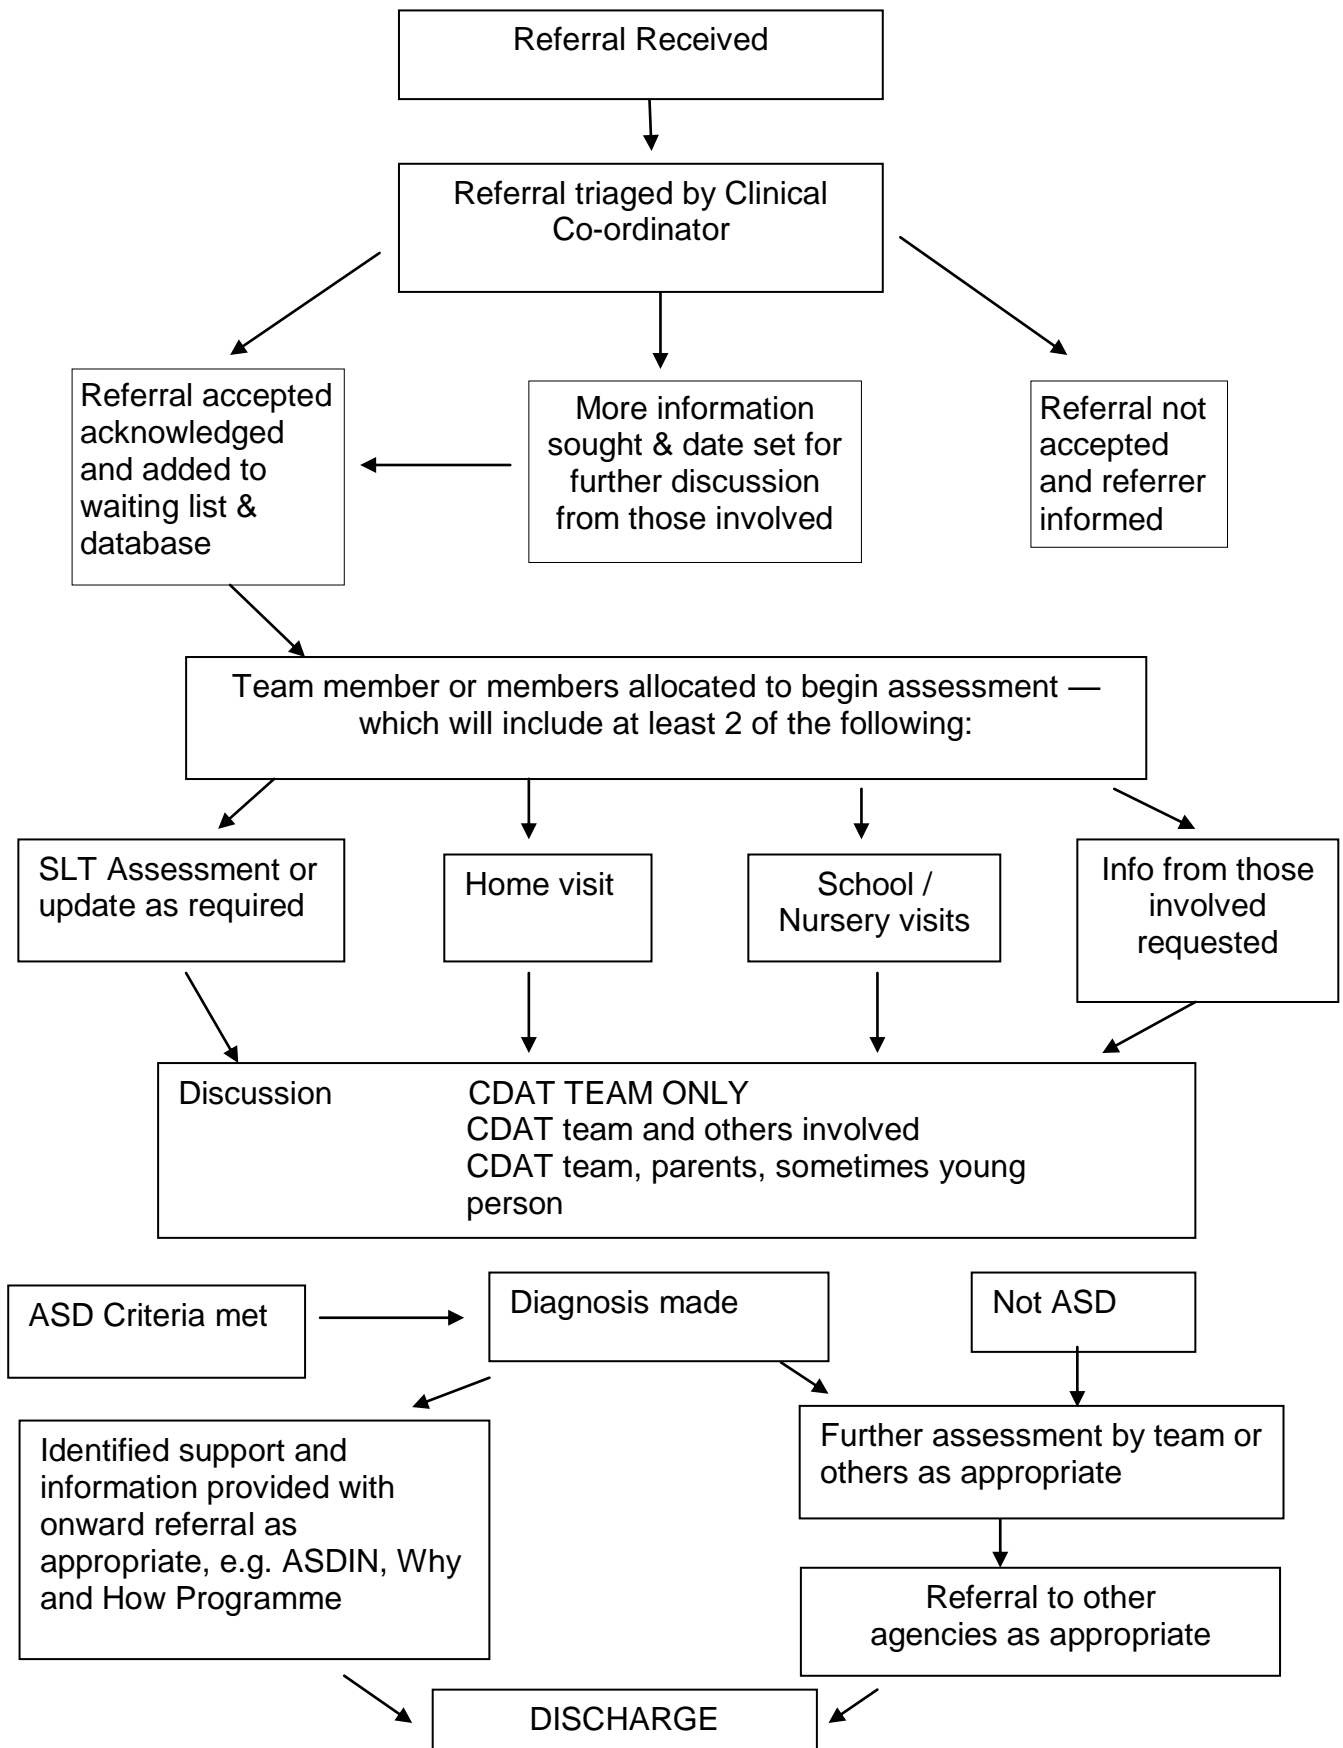 Referral Received
Referral triaged by Clinical
Co-ordinator
Referral accepted
acknowledged
and added to
waiting list &
database
More information
sought & date set for
further discussion
from those involved
Referral not
accepted
and referrer
informed
Team member or members allocated to begin assessment —
which will include at least 2 of the following:
SLT Assessment or
update as required
Home visit
School /
Nursery visits
Info from those
involved
requested
Discussion CDAT TEAM ONLY
CDAT team and others involved
CDAT team, parents, sometimes young
person
ASD Criteria met
Diagnosis made
Not ASD
Identified support and
information provided with
onward referral as
appropriate, e.g. ASDIN, Why
and How Programme
Further assessment by team or
others as appropriate
Referral to other
agencies as appropriate
DISCHARGE